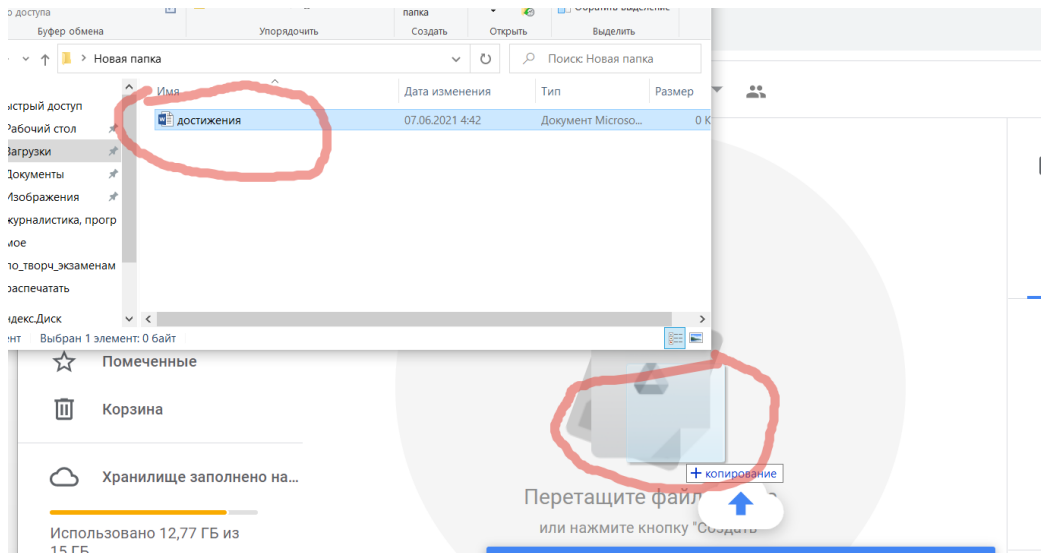 доступа
папка
Буфер обмена
Упорядочить
Создать
Открыть
Выделить
Новая папка
Поиск: Новая папка
Имя
Дата изменения
Тип
Размер
достижения
07.06.2021 4:42
Документ Microso...
0 К
ыстрый доступ
Рабочий стол
Загрузки
Документы
Изображения
журналистика, прогр
мое
по_творч_экзаменам
распечатать
ндекс.Диск
ент
Выбран 1 элемент: 0 байт
Помеченные
Корзина
Хранилище заполнено на...
Использовано 12,77 ГБ из
15 ГБ
+ копирование
Перетащите файл
или нажмите кнопку "Создать